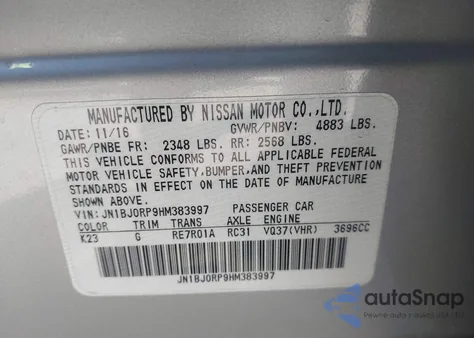 MANUFACTURED BY NISSAN MOTOR CO.,LTD.
DATE: 11/16 GVWR/PNBV: 4883 LBS.
GAWR/PNBE FR: 2348 LBS. RR: 2568 LBS.
THIS VEHICLE CONFORMS TO ALL APPLICABLE FEDERAL
MOTOR VEHICLE SAFETY,BUMPER,AND THEFT PREVENTION
STANDARDS IN EFFECT ON THE DATE OF MANUFACTURE
SHOWN ABOVE.
VIN:JN1BJ0RP9HM383997 PASSENGER CAR
COLOR TRIM TRANS AXLE ENGINE
K23 G RE7R01A RC31 VQ37(VHR) 3696CC
JN1BJ0RP9HM383997
autoSnap
Pewne auto z USA i